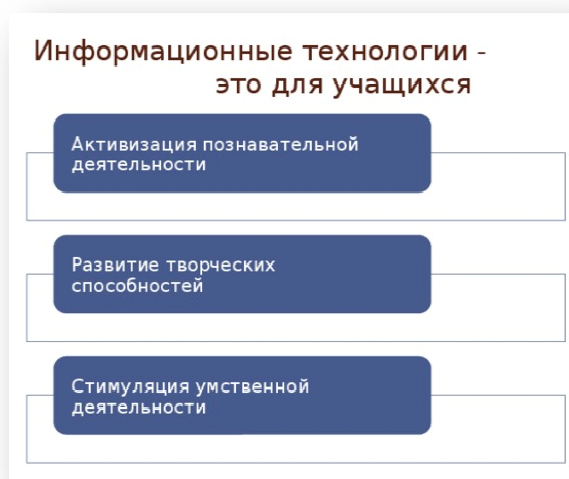 Информационные технологии -
это для учащихся
Активизация познавательной
деятельности
Развитие творческих
способностей
Стимуляция умственной
деятельности